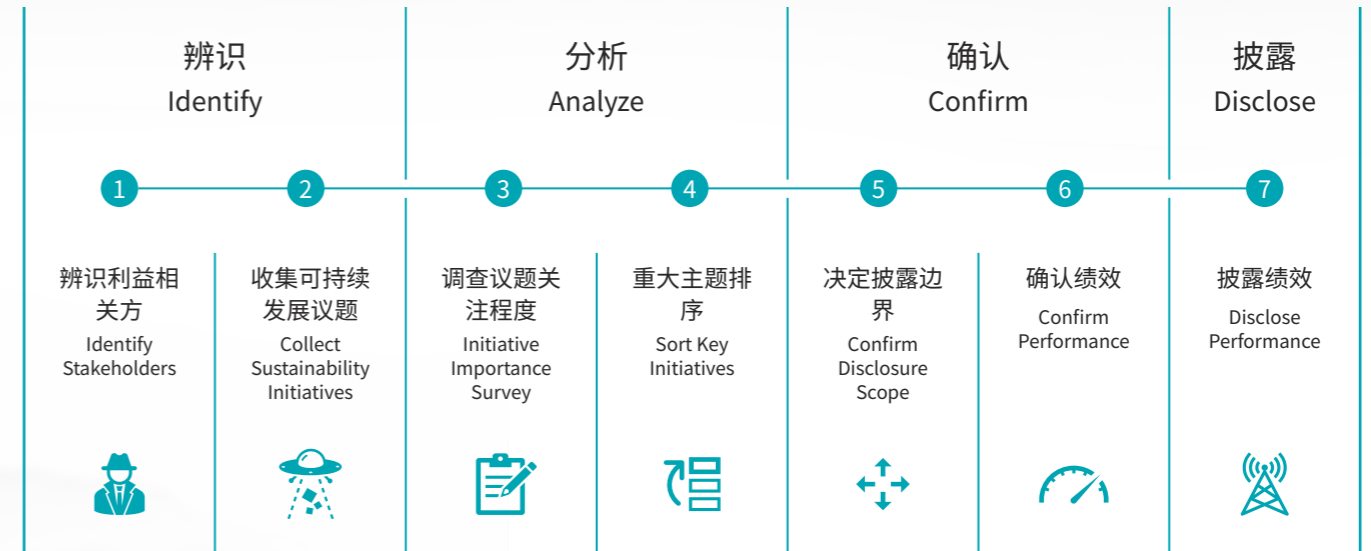 辨识
Identify
分析
Analyze
确认
Confirm
披露
Disclose
1
2
3
4
5
6
7
辨识利益相
关方
Identify
Stakeholders
收集可持续
发展议题
Collect
Sustainability
Initiatives
调查议题关
注程度
Initiative
Importance
Survey
重大主题排
序
Sort Key
Initiatives
决定披露边
界
Confirm
Disclosure
Scope
确认绩效
Confirm
Performance
披露绩效
Disclose
Performance